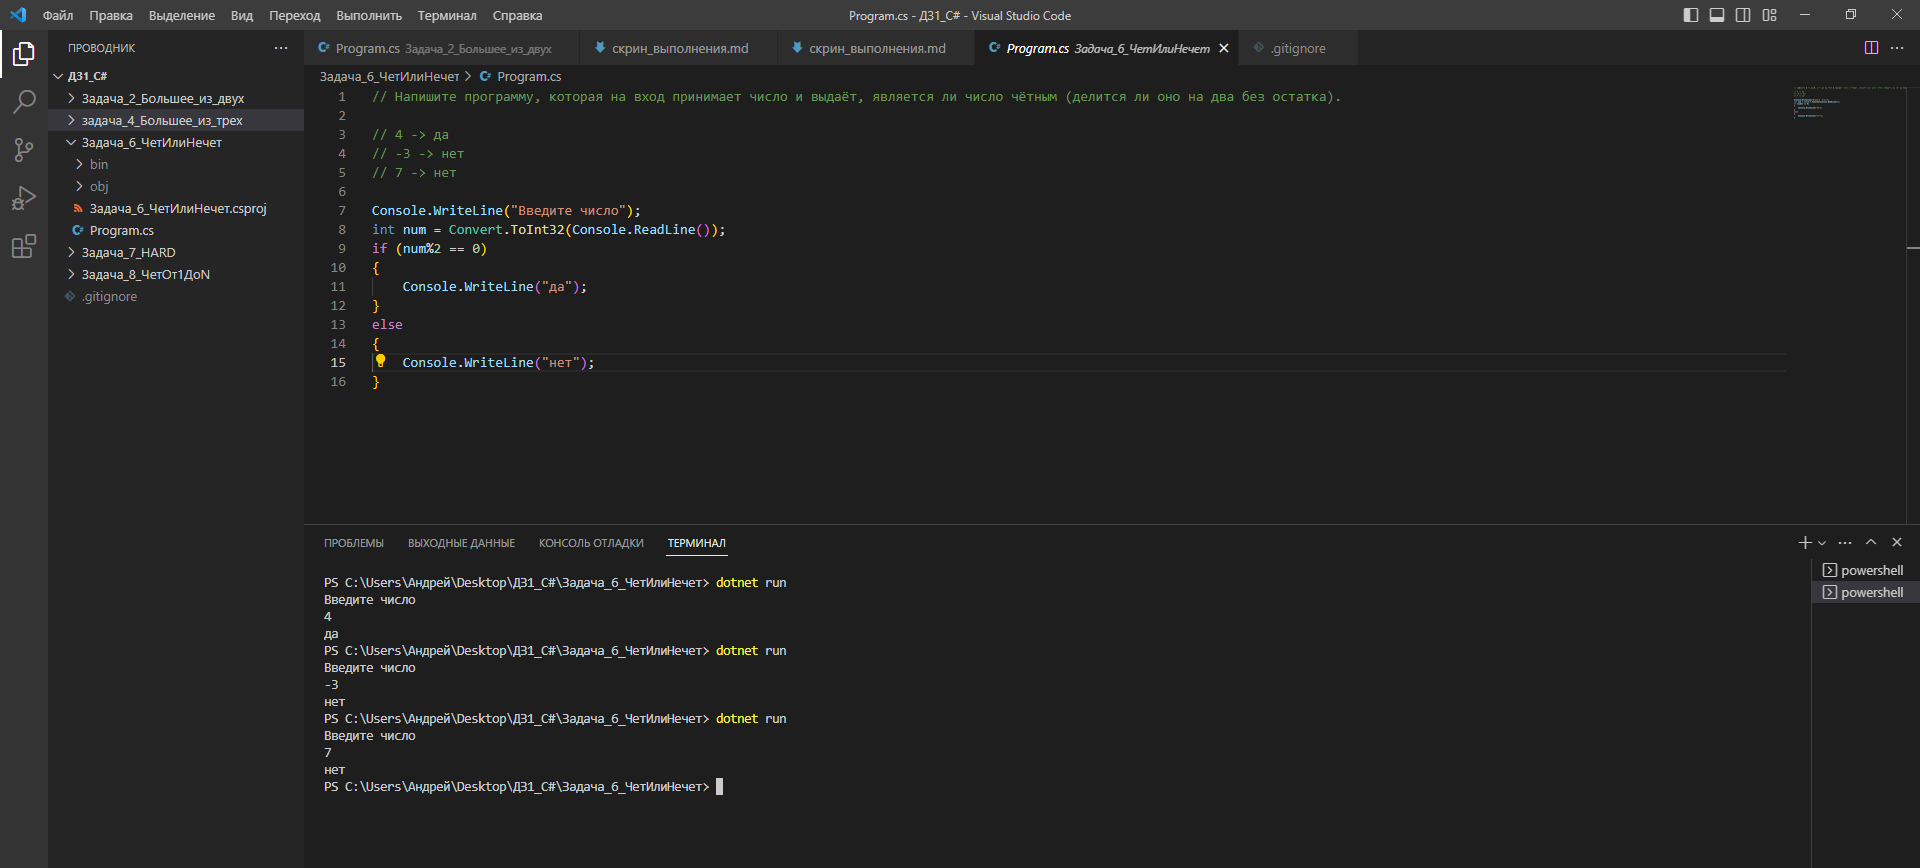 Файл Правка Выделение Вид Переход Выполнить Терминал Справка
Program.cs - ДЗ1_C# - Visual Studio Code
ПРОВОДНИК
ДЗ1_C#
Задача_2_Большее_из_двух
задача_4_Большее_из_трех
Задача_6_ЧетИлиНечет
bin
obj
Задача_6_ЧетИлиНечет.csproj
Program.cs
Задача_7_HARD
Задача_8_ЧетОт1ДоN
.gitignore
Program.cs Задача_2_Большее_из_двух
скрин_выполнения.md
скрин_выполнения.md
Program.cs Задача_6_ЧетИлиНечет
.gitignore
Задача_6_ЧетИлиНечет > Program.cs
1 // Напишите программу, которая на вход принимает число и выдаёт, является ли число чётным (делится ли оно на два без остатка).
2
3 // 4 -> да
4 // -3 -> нет
5 // 7 -> нет
6
7 Console.WriteLine("Введите число");
8 int num = Convert.ToInt32(Console.ReadLine());
9 if (num%2 == 0)
10 {
11 Console.WriteLine("да");
12 }
13 else
14 {
15 Console.WriteLine("нет");
16 }
ПРОБЛЕМЫ ВЫХОДНЫЕ ДАННЫЕ КОНСОЛЬ ОТЛАДКИ ТЕРМИНАЛ
PS C:\Users\Андрей\Desktop\ДЗ1_C#\Задача_6_ЧетИлиНечет> dotnet run
Введите число
4
да
PS C:\Users\Андрей\Desktop\ДЗ1_C#\Задача_6_ЧетИлиНечет> dotnet run
Введите число
-3
нет
PS C:\Users\Андрей\Desktop\ДЗ1_C#\Задача_6_ЧетИлиНечет> dotnet run
Введите число
7
нет
PS C:\Users\Андрей\Desktop\ДЗ1_C#\Задача_6_ЧетИлиНечет>
powershell
powershell